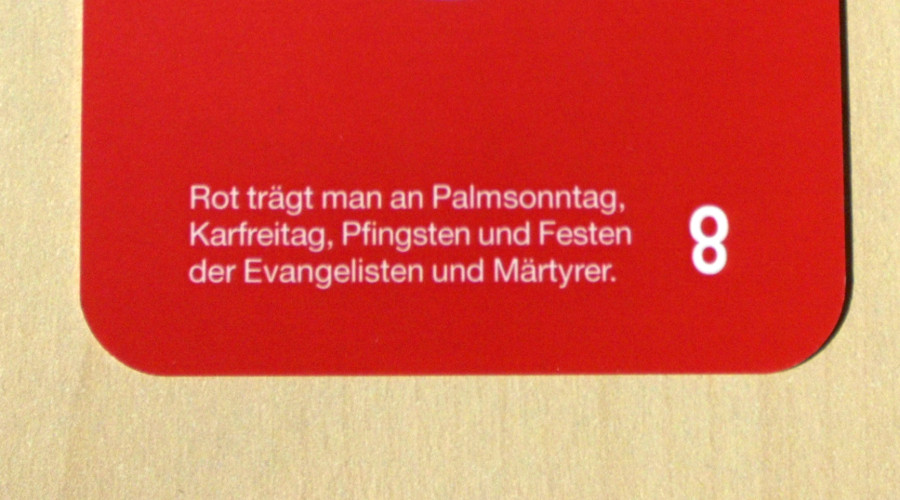 Rot trägt man an Palmsonntag,
Karfreitag, Pfingsten und Festen
der Evangelisten und Märtyrer.
8